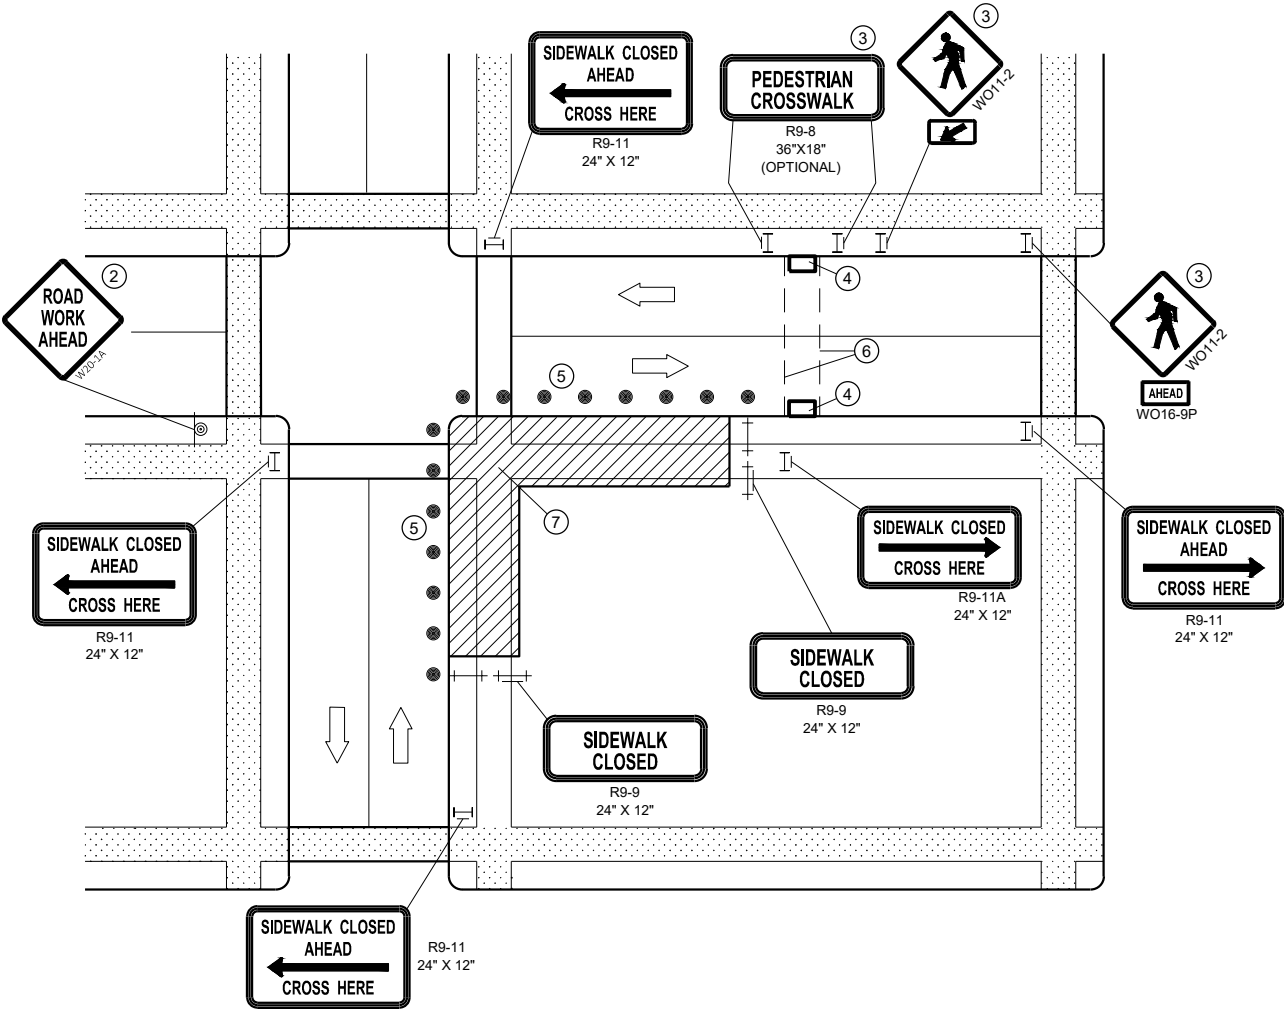 SIDEWALK CLOSED
AHEAD
CROSS HERE
R9-11
24" X 12"
3
PEDESTRIAN
CROSSWALK
R9-8
36"X18"
(OPTIONAL)
3
WO11-2
2
ROAD
WORK
AHEAD
W20-1A
4
3
WO11-2
AHEAD
WO16-9P
6
5
4
5
7
SIDEWALK CLOSED
AHEAD
CROSS HERE
R9-11
24" X 12"
SIDEWALK CLOSED
CROSS HERE
R9-11A
24" X 12"
SIDEWALK CLOSED
AHEAD
CROSS HERE
R9-11
24" X 12"
SIDEWALK
CLOSED
R9-9
24" X 12"
SIDEWALK
CLOSED
R9-9
24" X 12"
SIDEWALK CLOSED
AHEAD
CROSS HERE
R9-11
24" X 12"